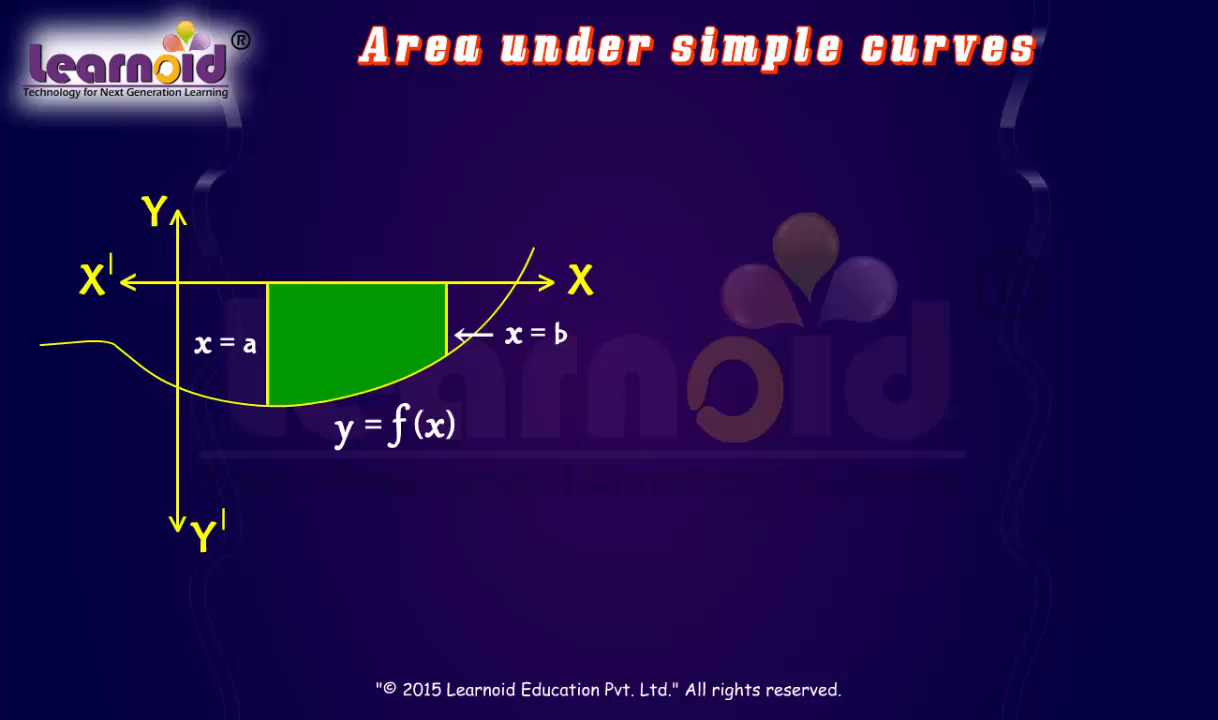 Learnoid®
Technology for Next Generation Learning
Area under simple curves
Y
X' X
x = a
x = b
y = f(x)
Y'
"© 2015 Learnoid Education Pvt. Ltd." All rights reserved.